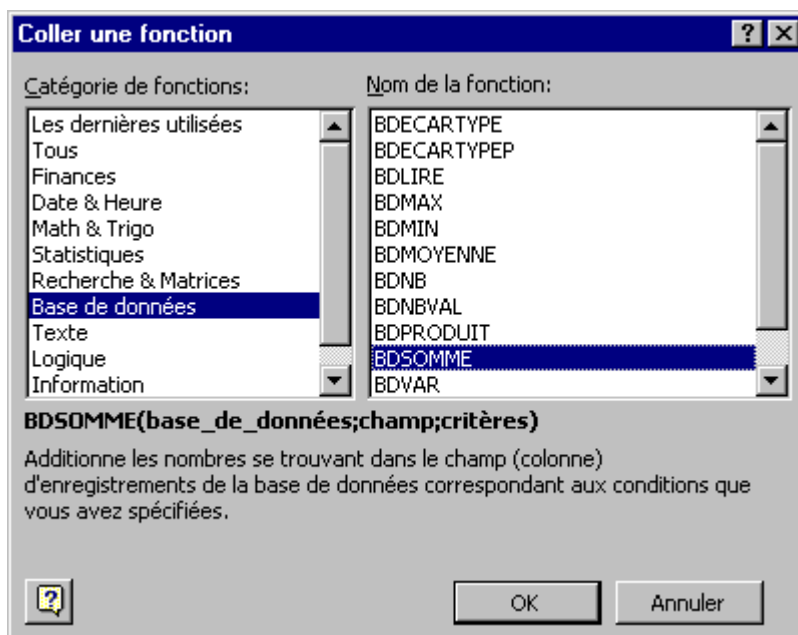 Coller une fonction
Catégorie de fonctions:
Les dernières utilisées
Tous
Finances
Date & Heure
Math & Trigo
Statistiques
Recherche & Matrices
Base de données
Texte
Logique
Information
Nom de la fonction:
BDECARTYPE
BDECARTYPEP
BDLIRE
BDMAX
BDMIN
BDMOYENNE
BDNB
BDNBVAL
BDPRODUIT
BDSOMME
BDVAR
BDSOMME(base_de_données;champ;critères)
Additionne les nombres se trouvant dans le champ (colonne)
d'enregistrements de la base de données correspondant aux conditions que
vous avez spécifiées.
OK
Annuler